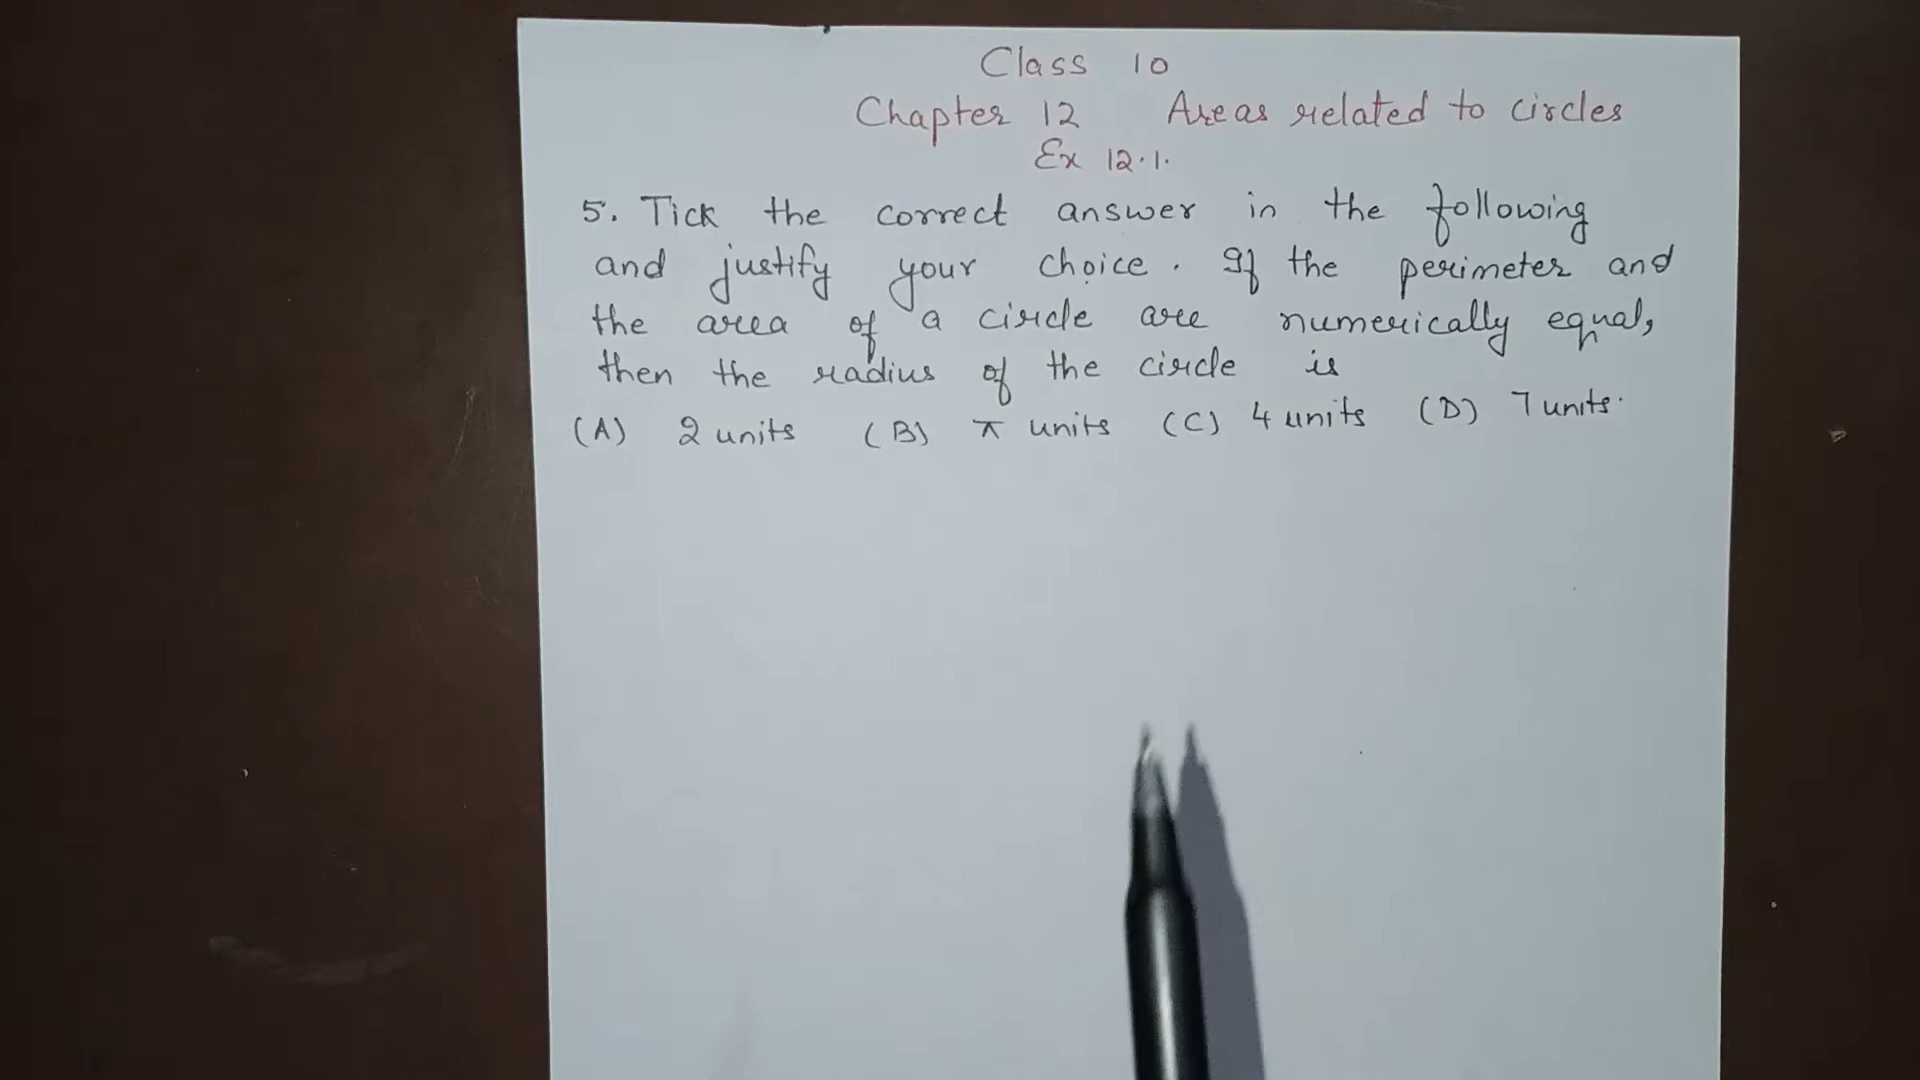 Class 10
Chapter 12 Areas related to circles
Ex 12.1.
5. Tick the correct answer in the following
and justify your choice. If the perimeter and
the area of a circle are numerically equal,
then the radius of the circle is
(A) 2 units (B) π units (C) 4 units (D) 7 units.